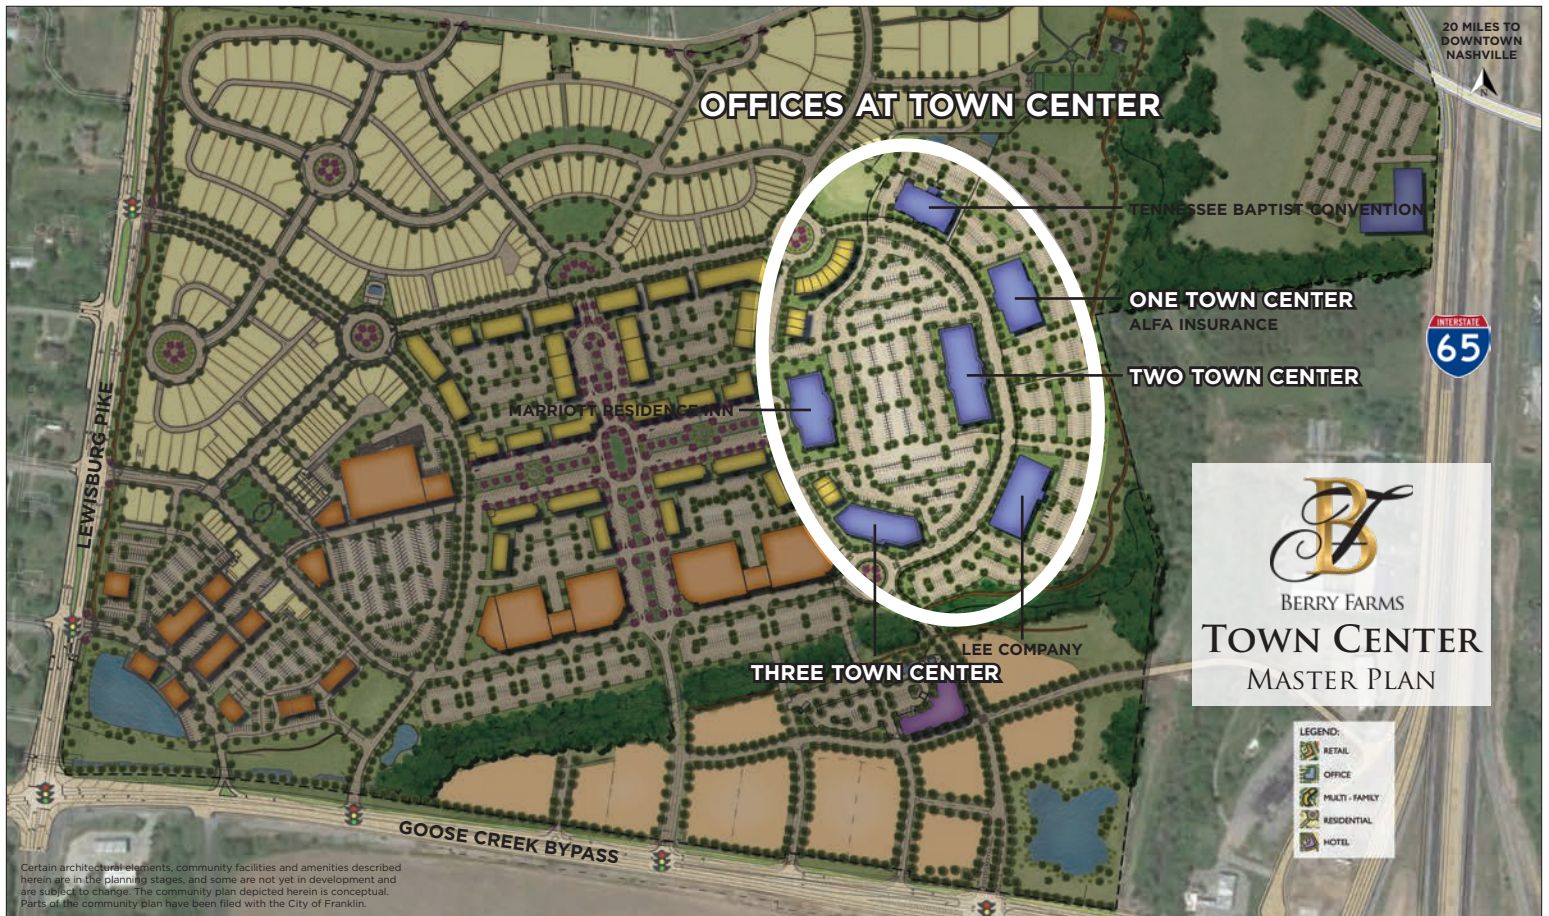 20 MILES TO
DOWNTOWN
NASHVILLE
N
OFFICES AT TOWN CENTER
TENNESSEE BAPTIST CONVENTION
ONE TOWN CENTER
ALFA INSURANCE
INTERSTATE
65
TWO TOWN CENTER
MARRIOTT RESIDENCE INN
LEWISBURG PIKE
BT
BERRY FARMS
TOWN CENTER
MASTER PLAN
LEE COMPANY
THREE TOWN CENTER
LEGEND:
RETAIL
OFFICE
MULTI - FAMILY
RESIDENTIAL
HOTEL
GOOSE CREEK BYPASS
Certain architectural elements, community facilities and amenities described
herein are in the planning stages, and some are not yet in development and
are subject to change. The community plan depicted herein is conceptual.
Parts of the community plan have been filed with the City of Franklin.